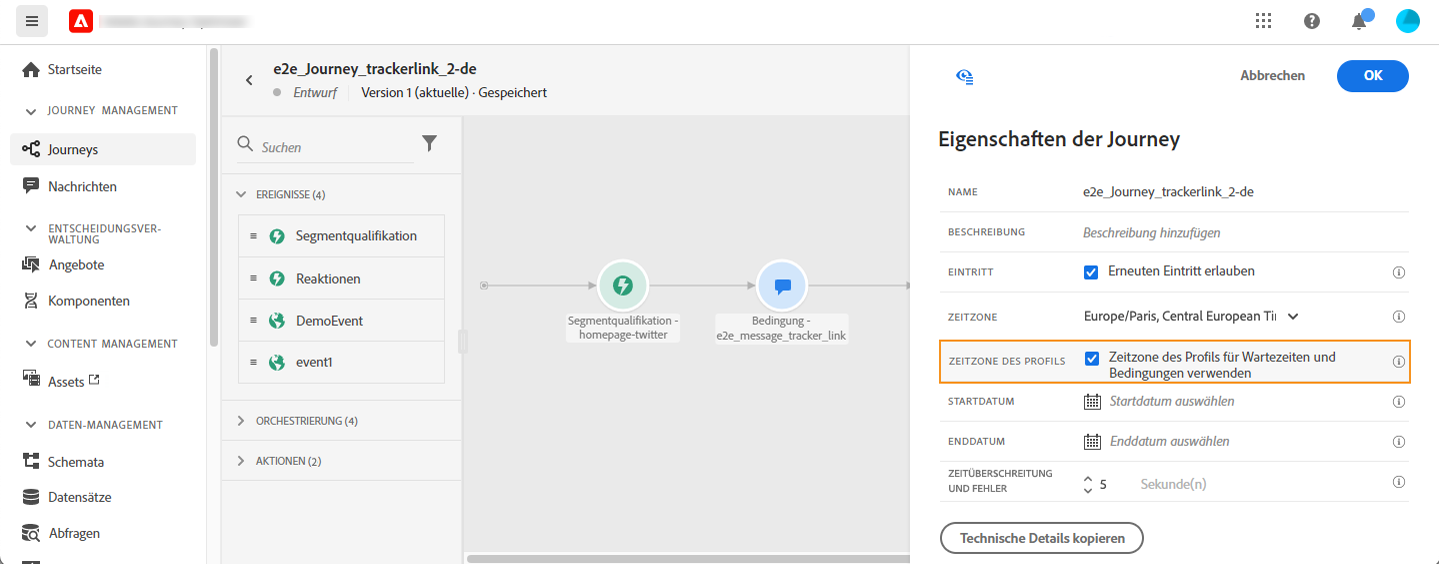 Startseite
JOURNEY MANAGEMENT
Journeys
Nachrichten
ENTSCHEIDUNGSVER-
WALTUNG
Angebote
Komponenten
CONTENT MANAGEMENT
Assets
DATEN-MANAGEMENT
Schemata
Datensätze
Abfragen
e2e_Journey_trackerlink_2-de
Entwurf
Version 1 (aktuelle) · Gespeichert
Suchen
EREIGNISSE (4)
Segmentqualifikation
Reaktionen
DemoEvent
event1
ORCHESTRIERUNG (4)
AKTIONEN (2)
Segmentqualifikation -
homepage-twitter
Bedingung -
e2e_message_tracker_link
Abbrechen
OK
Eigenschaften der Journey
NAME
e2e_Journey_trackerlink_2-de
BESCHREIBUNG
Beschreibung hinzufügen
EINTRITT
Erneuten Eintritt erlauben
ZEITZONE
Europe/Paris, Central European Ti
ZEITZONE DES PROFILS
Zeitzone des Profils für Wartezeiten und
Bedingungen verwenden
STARTDATUM
Startdatum auswählen
ENDDATUM
Enddatum auswählen
ZEITÜBERSCHREITUNG
UND FEHLER
5
Sekunde(n)
Technische Details kopieren